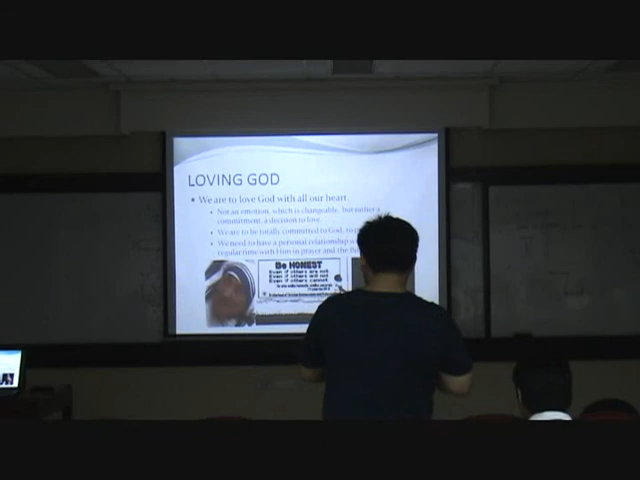 LOVING GOD
• We are to love God with all our heart.
• Not an emotion, which is changeable, but rather a
commitment, a decision to love.
• We are to be totally committed to God, to
• We need to have a personal relationship
regular time with Him in prayer and the
Be HONEST
Even if others are not
Even if others will not
Even if others cannot